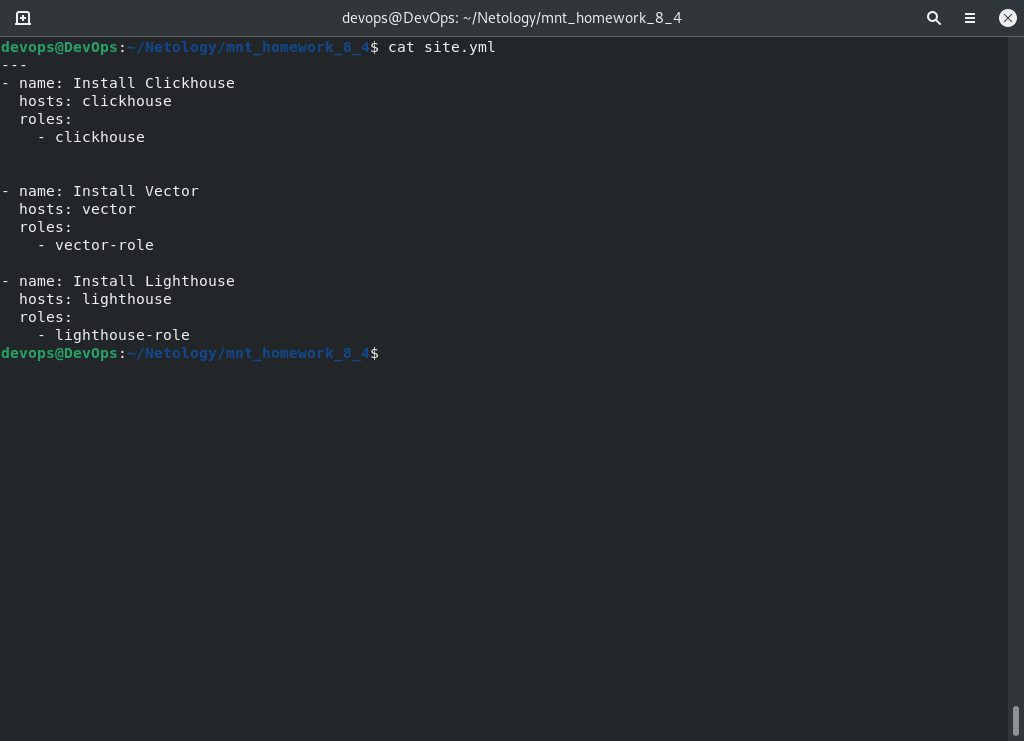 devops@DevOps: ~/Netology/mnt_homework_8_4
devops@DevOps:~/Netology/mnt_homework_8_4$ cat site.yml
---
- name: Install Clickhouse
  hosts: clickhouse
  roles:
    - clickhouse


- name: Install Vector
  hosts: vector
  roles:
    - vector-role

- name: Install Lighthouse
  hosts: lighthouse
  roles:
    - lighthouse-role
devops@DevOps:~/Netology/mnt_homework_8_4$